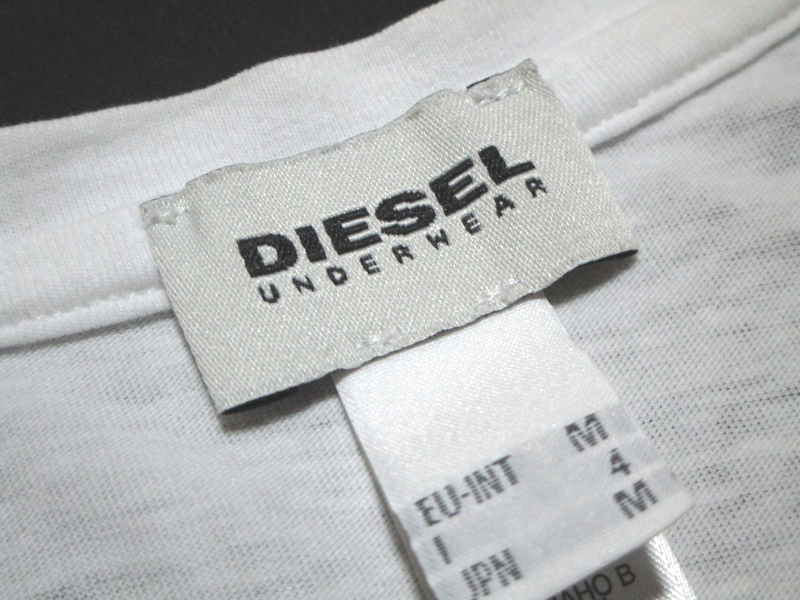 DIESEL
UNDERWEAR
EU-INT M
I 4
JPN M